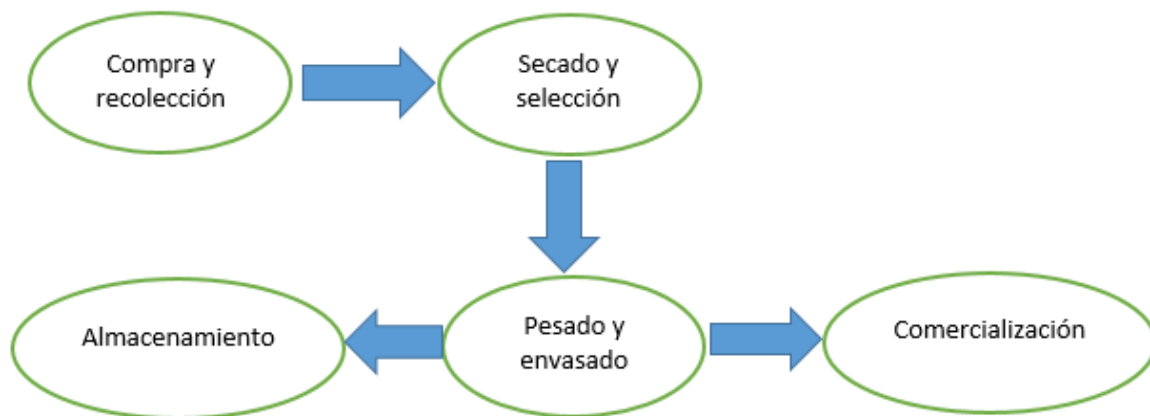 Compra y
recolección
Secado y
selección
Almacenamiento
Pesado y
envasado
Comercialización